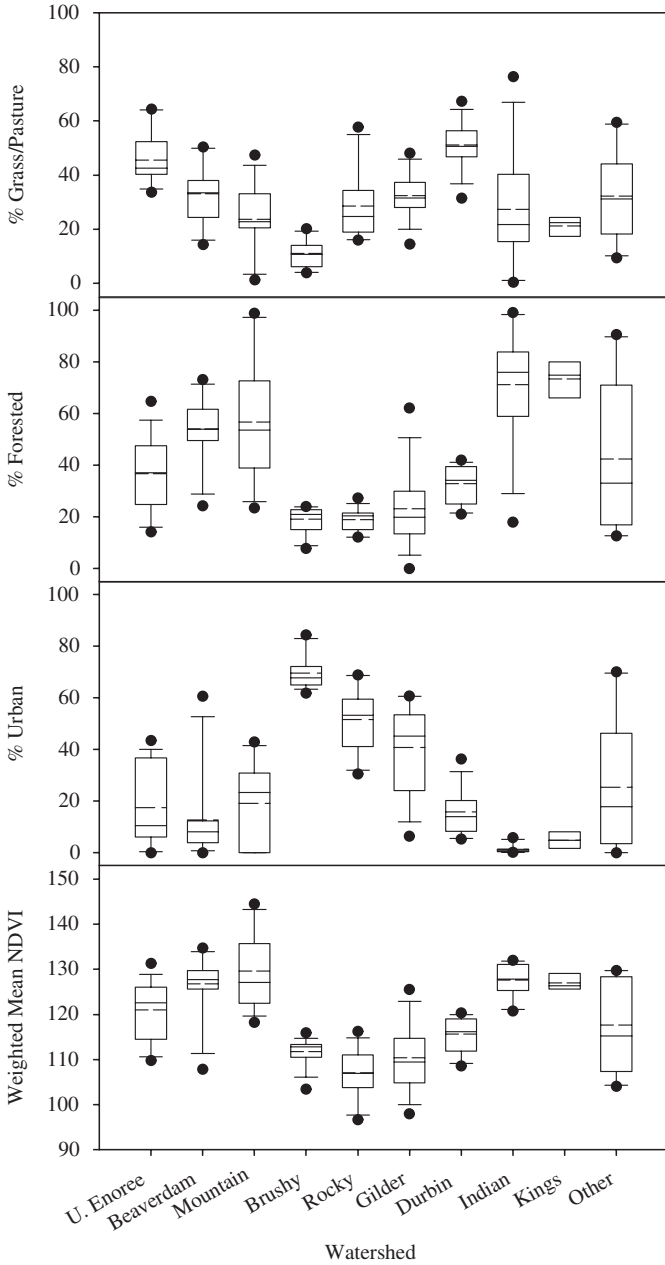 100
80
60
40
20
0
% Grass/Pasture
100
80
60
40
20
0
% Forested
100
80
60
40
20
0
% Urban
150
140
130
120
110
100
90
Weighted Mean NDVI
U. Enoree
Beaverdam
Mountain
Brushy
Rocky
Gilder
Durbin
Indian
Kings
Other
Watershed